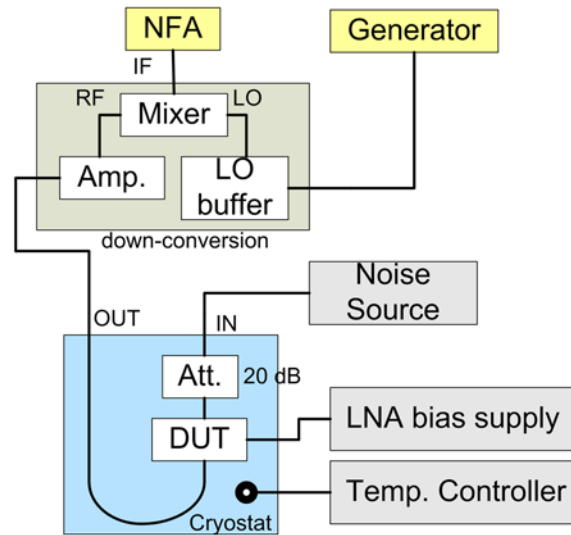 NFA
Generator
IF
RF
LO
Mixer
Amp.
LO
buffer
down-conversion
Noise
Source
OUT
IN
Att.
20 dB
DUT
LNA bias supply
Temp. Controller
Cryostat